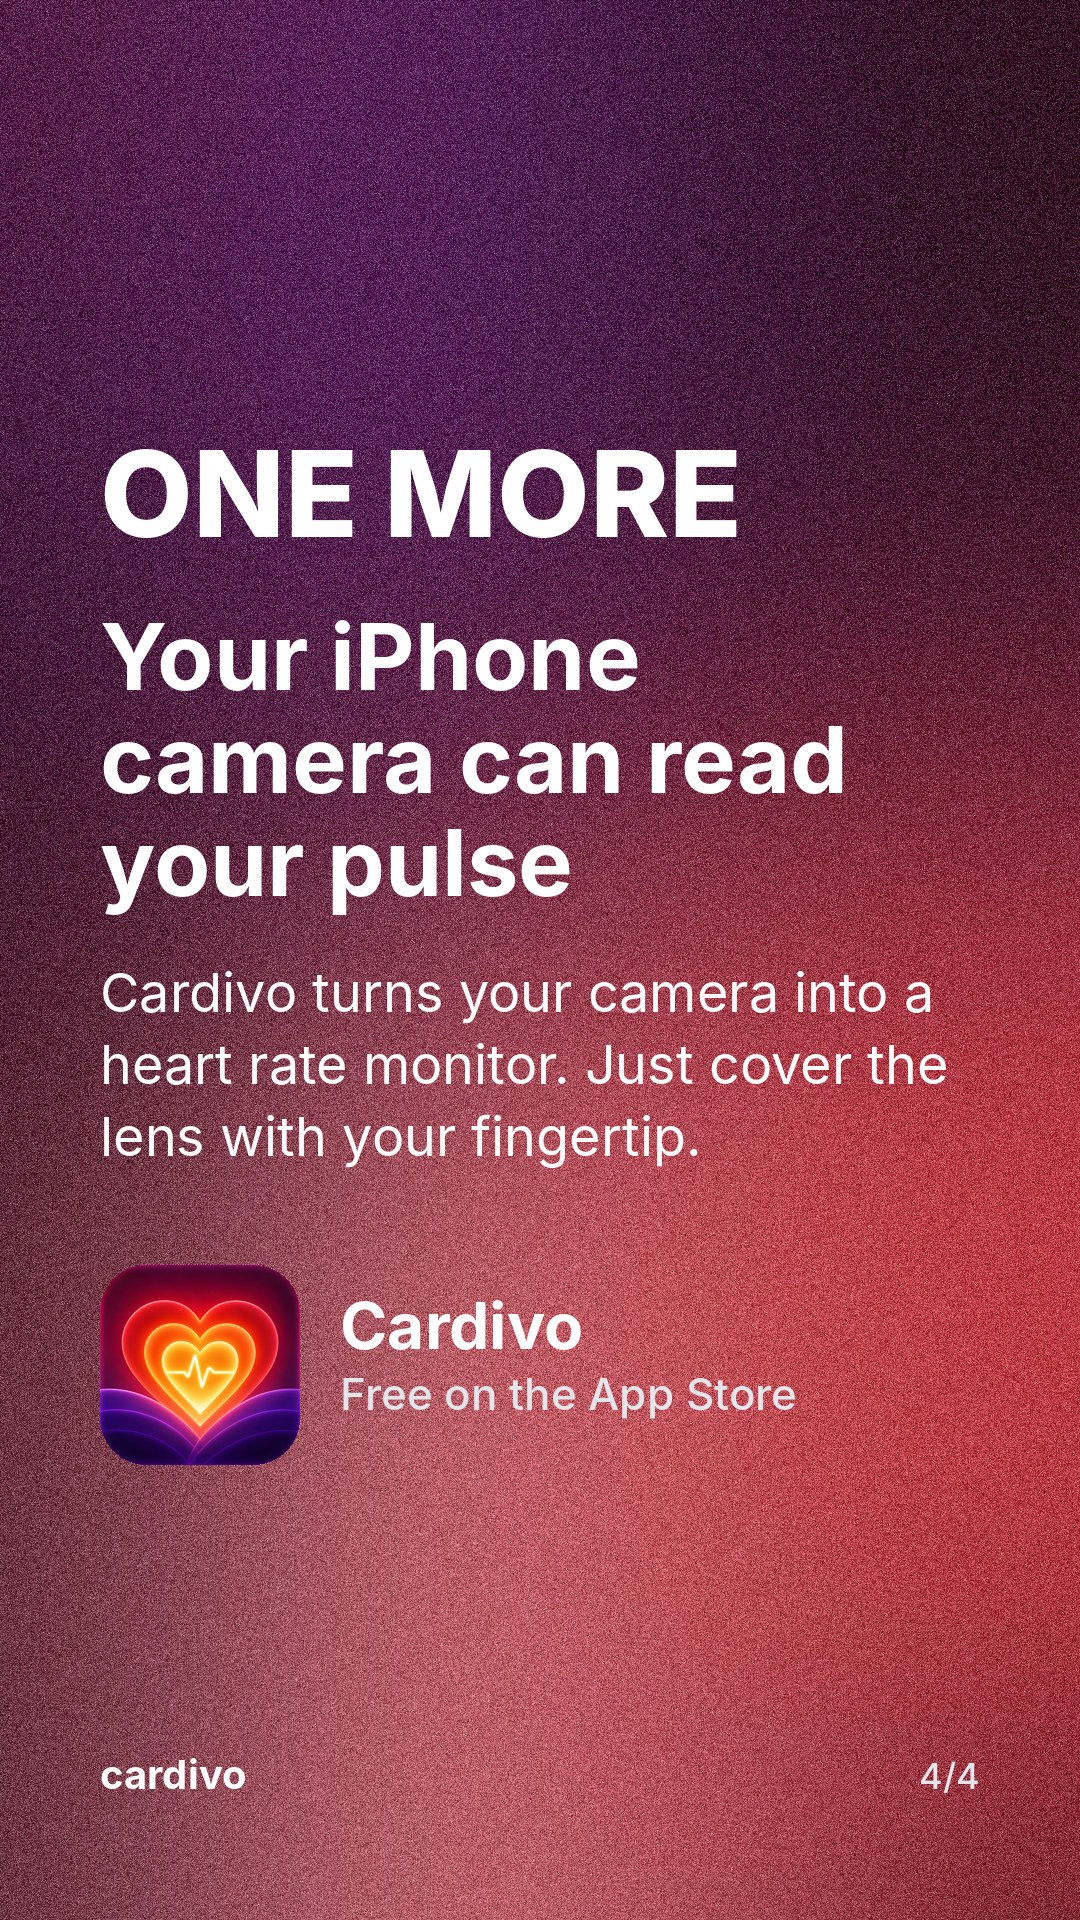 ONE MORE
Your iPhone
camera can read
your pulse
Cardivo turns your camera into a
heart rate monitor. Just cover the
lens with your fingertip.
Cardivo
Free on the App Store
cardivo
4/4